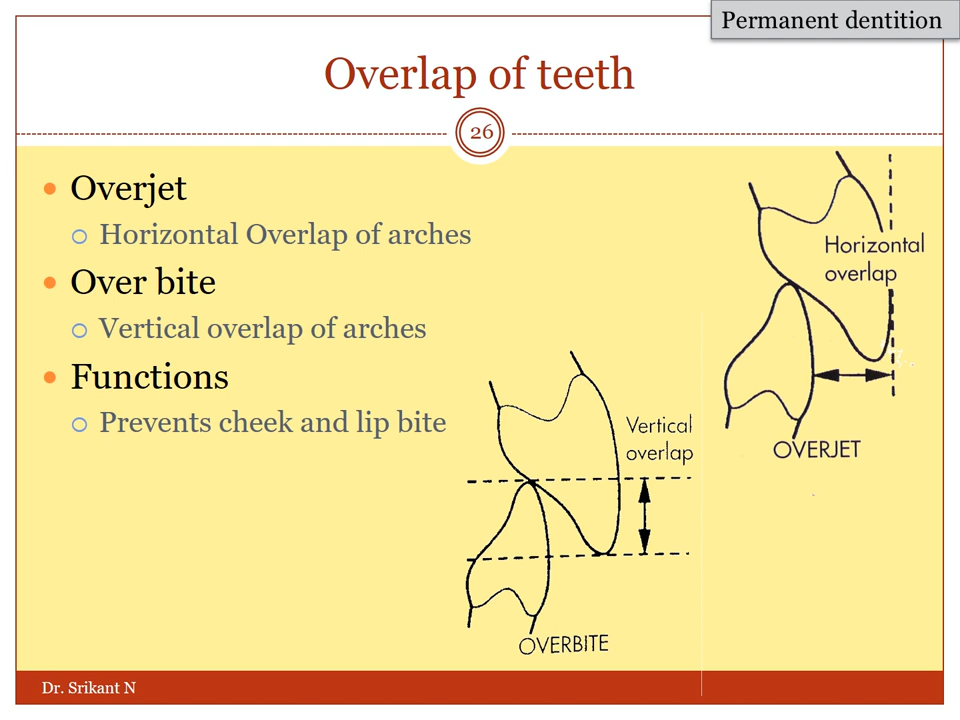 Permanent dentition
Overlap of teeth
26
Overjet
Horizontal Overlap of arches
Over bite
Vertical overlap of arches
Functions
Prevents cheek and lip bite
Horizontal
overlap
OVERJET
Vertical
overlap
OVERBITE
Dr. Srikant N